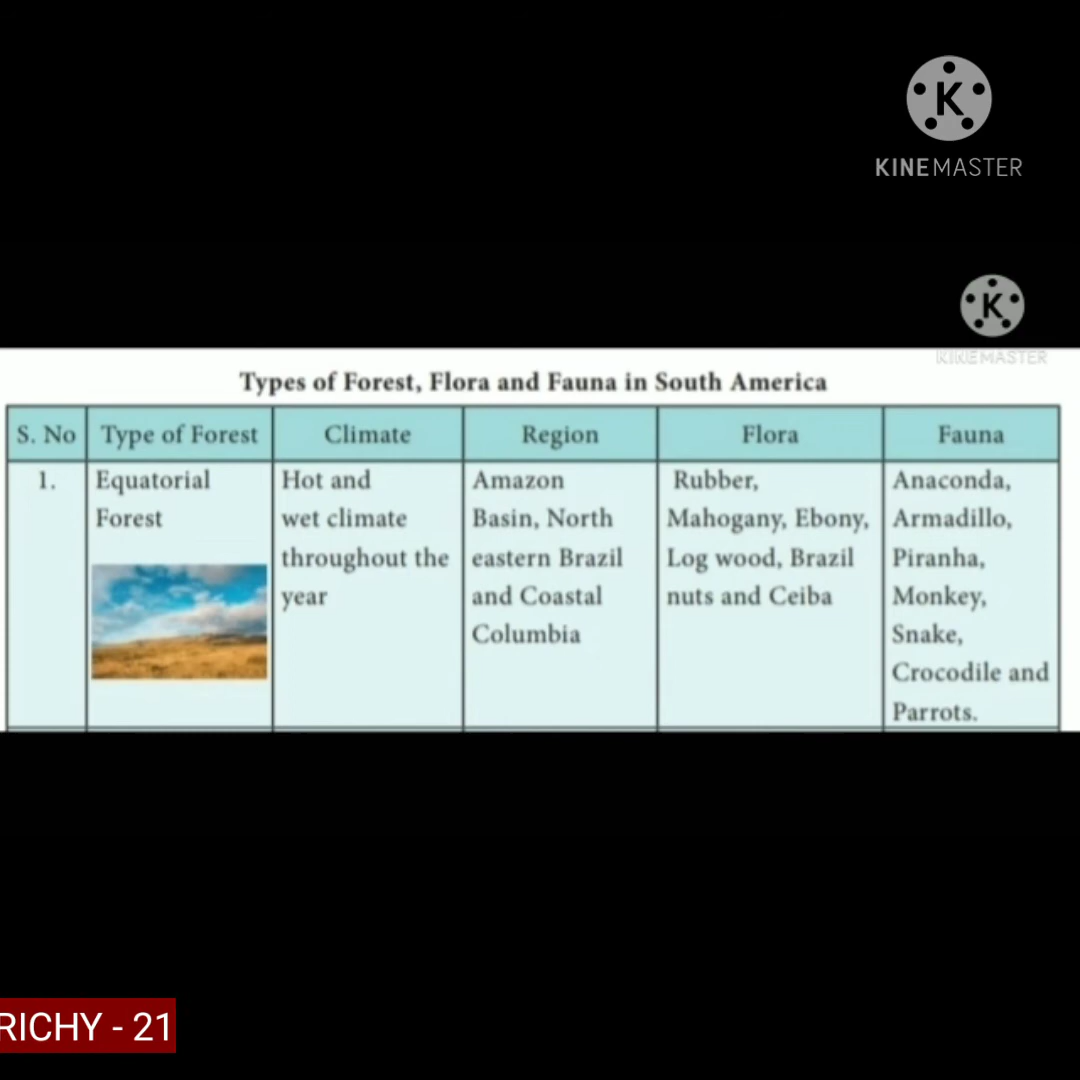 KINEMASTER
KINEMASTER
Types of Forest, Flora and Fauna in South America
S. No Type of Forest Climate Region Flora Fauna
1. Equatorial Hot and Amazon Rubber, Anaconda,
Forest wet climate Basin, North Mahogany, Ebony, Armadillo,
throughout the eastern Brazil Log wood, Brazil Piranha,
year and Coastal nuts and Ceiba Monkey,
Columbia Snake,
Crocodile and
Parrots.
RICHY - 21